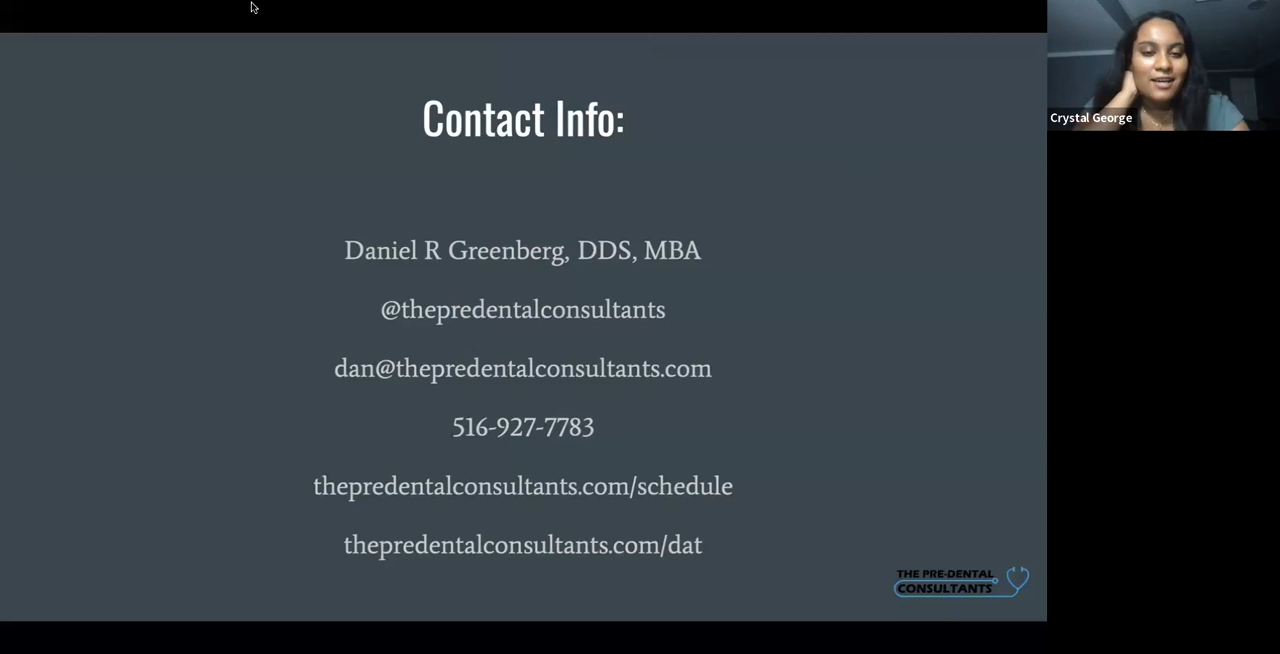 Contact Info:
Daniel R Greenberg, DDS, MBA
@thepredentalconsultants
dan@thepredentalconsultants.com
516-927-7783
thepredentalconsultants.com/schedule
thepredentalconsultants.com/dat
THE PRE-DENTAL
CONSULTANTS
Crystal George